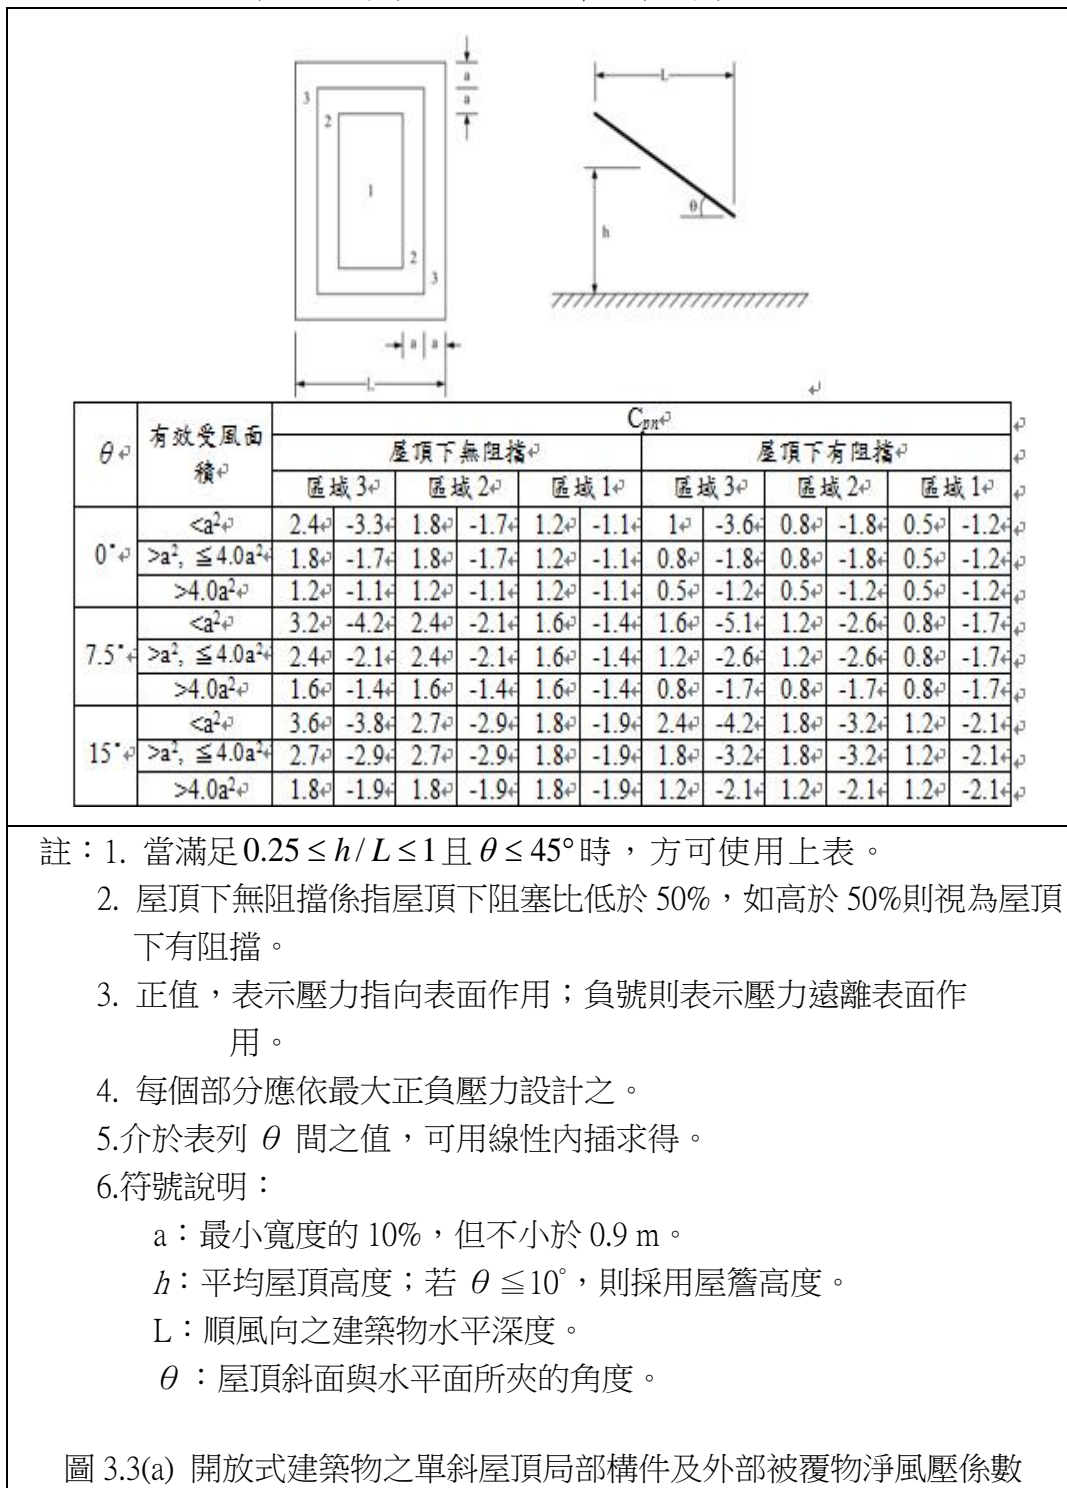 a
a
3
2
1
2
3
a a
L
L
θ
h
θ 有效受風面積 Cpn
屋頂下無阻擋 屋頂下有阻擋
區域 3 區域 2 區域 1 區域 3 區域 2 區域 1
0° <a² 2.4 -3.3 1.8 -1.7 1.2 -1.1 1 -3.6 0.8 -1.8 0.5 -1.2
>a², ≦4.0a² 1.8 -1.7 1.8 -1.7 1.2 -1.1 0.8 -1.8 0.8 -1.8 0.5 -1.2
>4.0a² 1.2 -1.1 1.2 -1.1 1.2 -1.1 0.5 -1.2 0.5 -1.2 0.5 -1.2
7.5° <a² 3.2 -4.2 2.4 -2.1 1.6 -1.4 1.6 -5.1 1.2 -2.6 0.8 -1.7
>a², ≦4.0a² 2.4 -2.1 2.4 -2.1 1.6 -1.4 1.2 -2.6 1.2 -2.6 0.8 -1.7
>4.0a² 1.6 -1.4 1.6 -1.4 1.6 -1.4 0.8 -1.7 0.8 -1.7 0.8 -1.7
15° <a² 3.6 -3.8 2.7 -2.9 1.8 -1.9 2.4 -4.2 1.8 -3.2 1.2 -2.1
>a², ≦4.0a² 2.7 -2.9 2.7 -2.9 1.8 -1.9 1.8 -3.2 1.8 -3.2 1.2 -2.1
>4.0a² 1.8 -1.9 1.8 -1.9 1.8 -1.9 1.2 -2.1 1.2 -2.1 1.2 -2.1
註：1. 當滿足 0.25 ≤ h/L ≤ 1 且 θ ≤ 45° 時，方可使用上表。
2. 屋頂下無阻擋係指屋頂下阻塞比低於 50%，如高於 50%則視為屋頂
下有阻擋。
3. 正值，表示壓力指向表面作用；負號則表示壓力遠離表面作
用。
4. 每個部分應依最大正負壓力設計之。
5.介於表列 θ 間之值，可用線性內插求得。
6.符號說明：
a：最小寬度的 10%，但不小於 0.9 m。
h：平均屋頂高度；若 θ ≦10°，則採用屋簷高度。
L：順風向之建築物水平深度。
θ：屋頂斜面與水平面所夾的角度。
圖 3.3(a) 開放式建築物之單斜屋頂局部構件及外部被覆物淨風壓係數